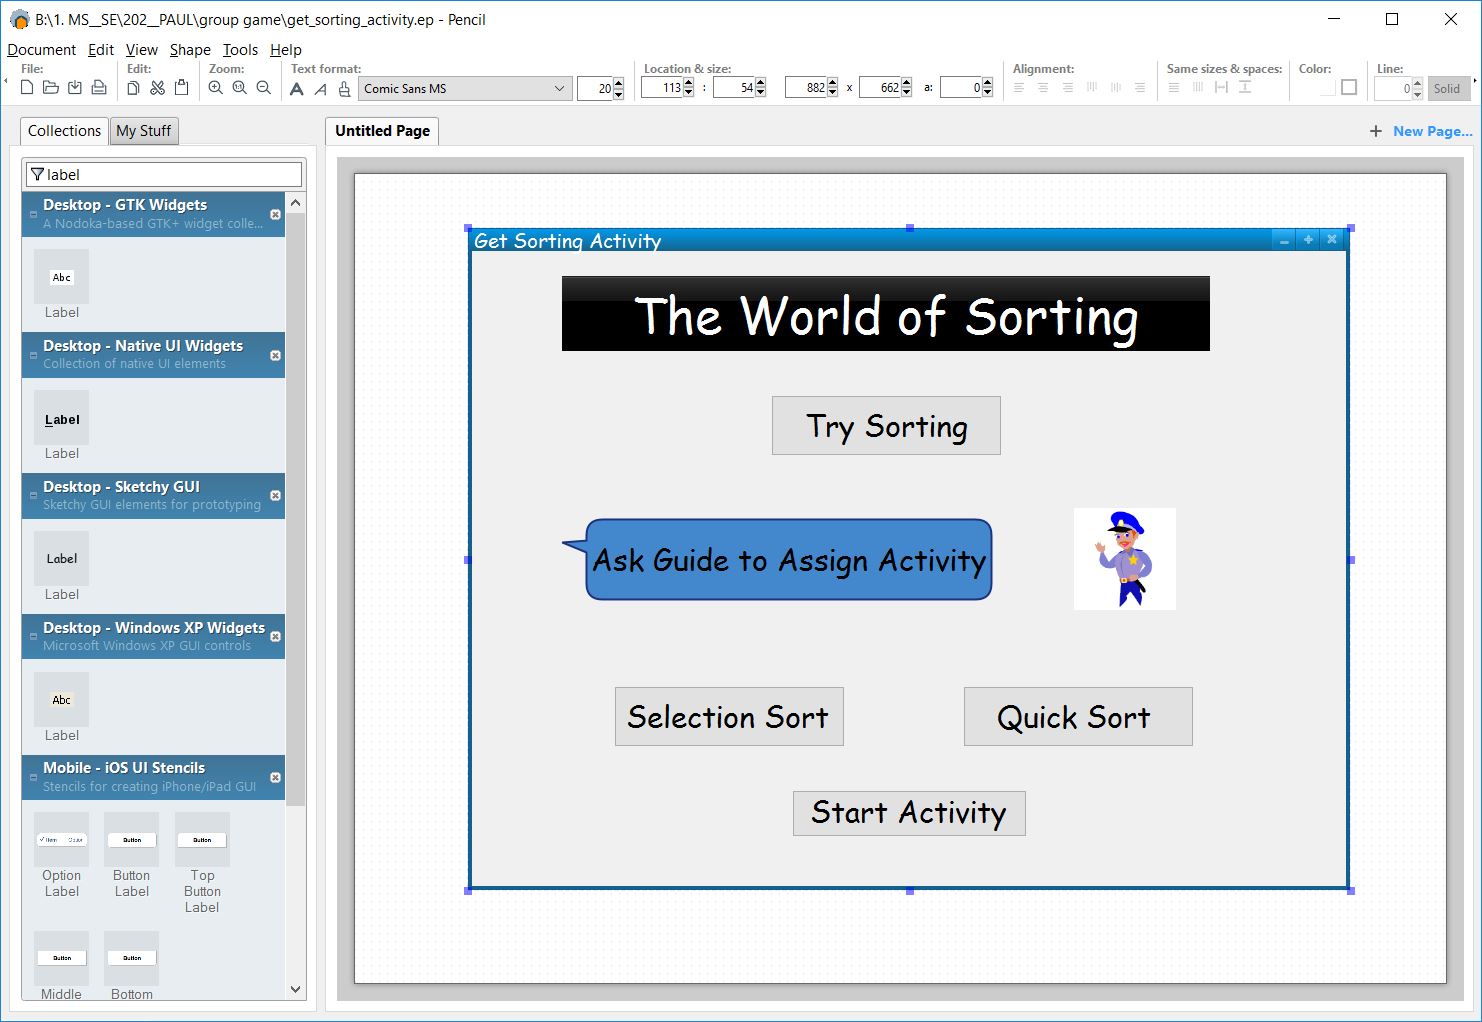 B:\1. MS__SE\202__PAUL\group game\get_sorting_activity.ep - Pencil
Document Edit View Shape Tools Help
File: Edit: Zoom: Text format: Location & size: Alignment: Same sizes & spaces: Color: Line:
Comic Sans MS 20 113 : 54 882 x 662 a: 0 0 Solid
Collections My Stuff
Untitled Page
+ New Page...
label
Desktop - GTK Widgets
A Nodoka-based GTK+ widget colle...
Abc
Label
Desktop - Native UI Widgets
Collection of native UI elements
Label
Label
Desktop - Sketchy GUI
Sketchy GUI elements for prototyping
Label
Label
Desktop - Windows XP Widgets
Microsoft Windows XP GUI controls
Abc
Label
Mobile - iOS UI Stencils
Stencils for creating iPhone/iPad GUI
Item Option Button Button
Option Label
Button Label
Top Button Label
Button Button
Middle Bottom
Get Sorting Activity
The World of Sorting
Try Sorting
Ask Guide to Assign Activity
Selection Sort Quick Sort
Start Activity